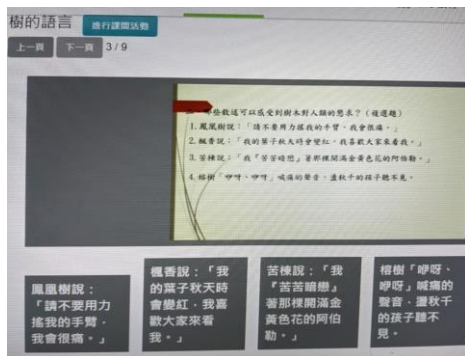 樹的語言 進行課間活動
上一頁 下一頁 3/9
哪些敘述可以感受到樹木對人類的懇求？(複選題)
1.鳳凰樹說：「請不要用力搖我的手臂，我會很痛。」
2.楓香說：「我的葉子秋天時會變紅，我喜歡大家來看我。」
3.苦楝說：「我『苦苦暗戀』著那棵開滿金黃色花的阿伯勒。」
4.榕樹「咿呀、咿呀」喊痛的聲音，盪秋千的孩子聽不見。
鳳凰樹說：
「請不要用力
搖我的手臂，
我會很痛。」
楓香說：「我
的葉子秋天時
會變紅，我喜
歡大家來看
我。」
苦楝說：「我
『苦苦暗戀』
著那棵開滿金
黃色花的阿伯
勒。」
榕樹「咿呀、
咿呀」喊痛的
聲音，盪秋千
的孩子聽不
見。